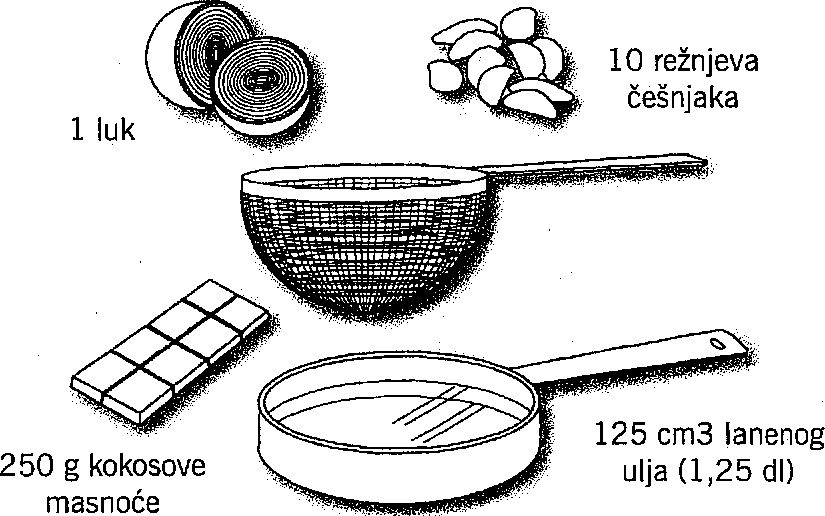 10 režnjeva
češnjaka
1 luk
250 g kokosove
masnoće
125 cm3 lanenog
ulja (1,25 dl)